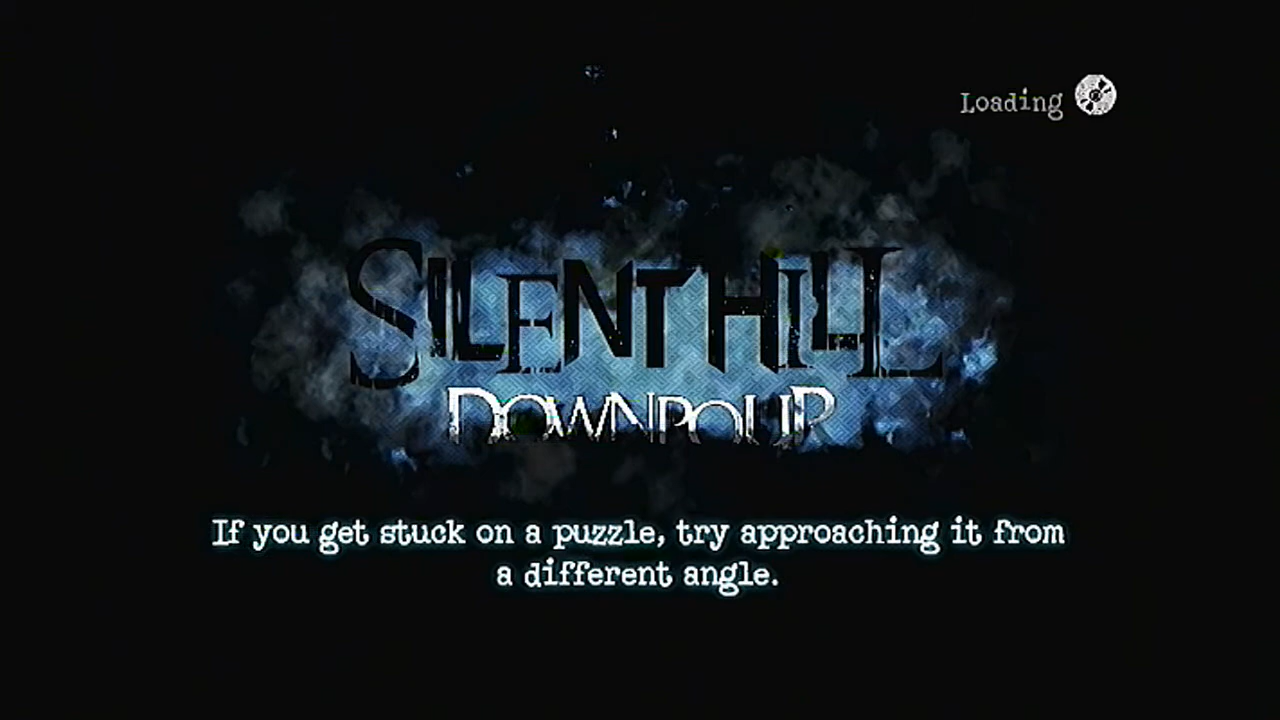 Loading
SILENT HILL
DOWNPOUR
If you get stuck on a puzzle, try approaching it from
a different angle.